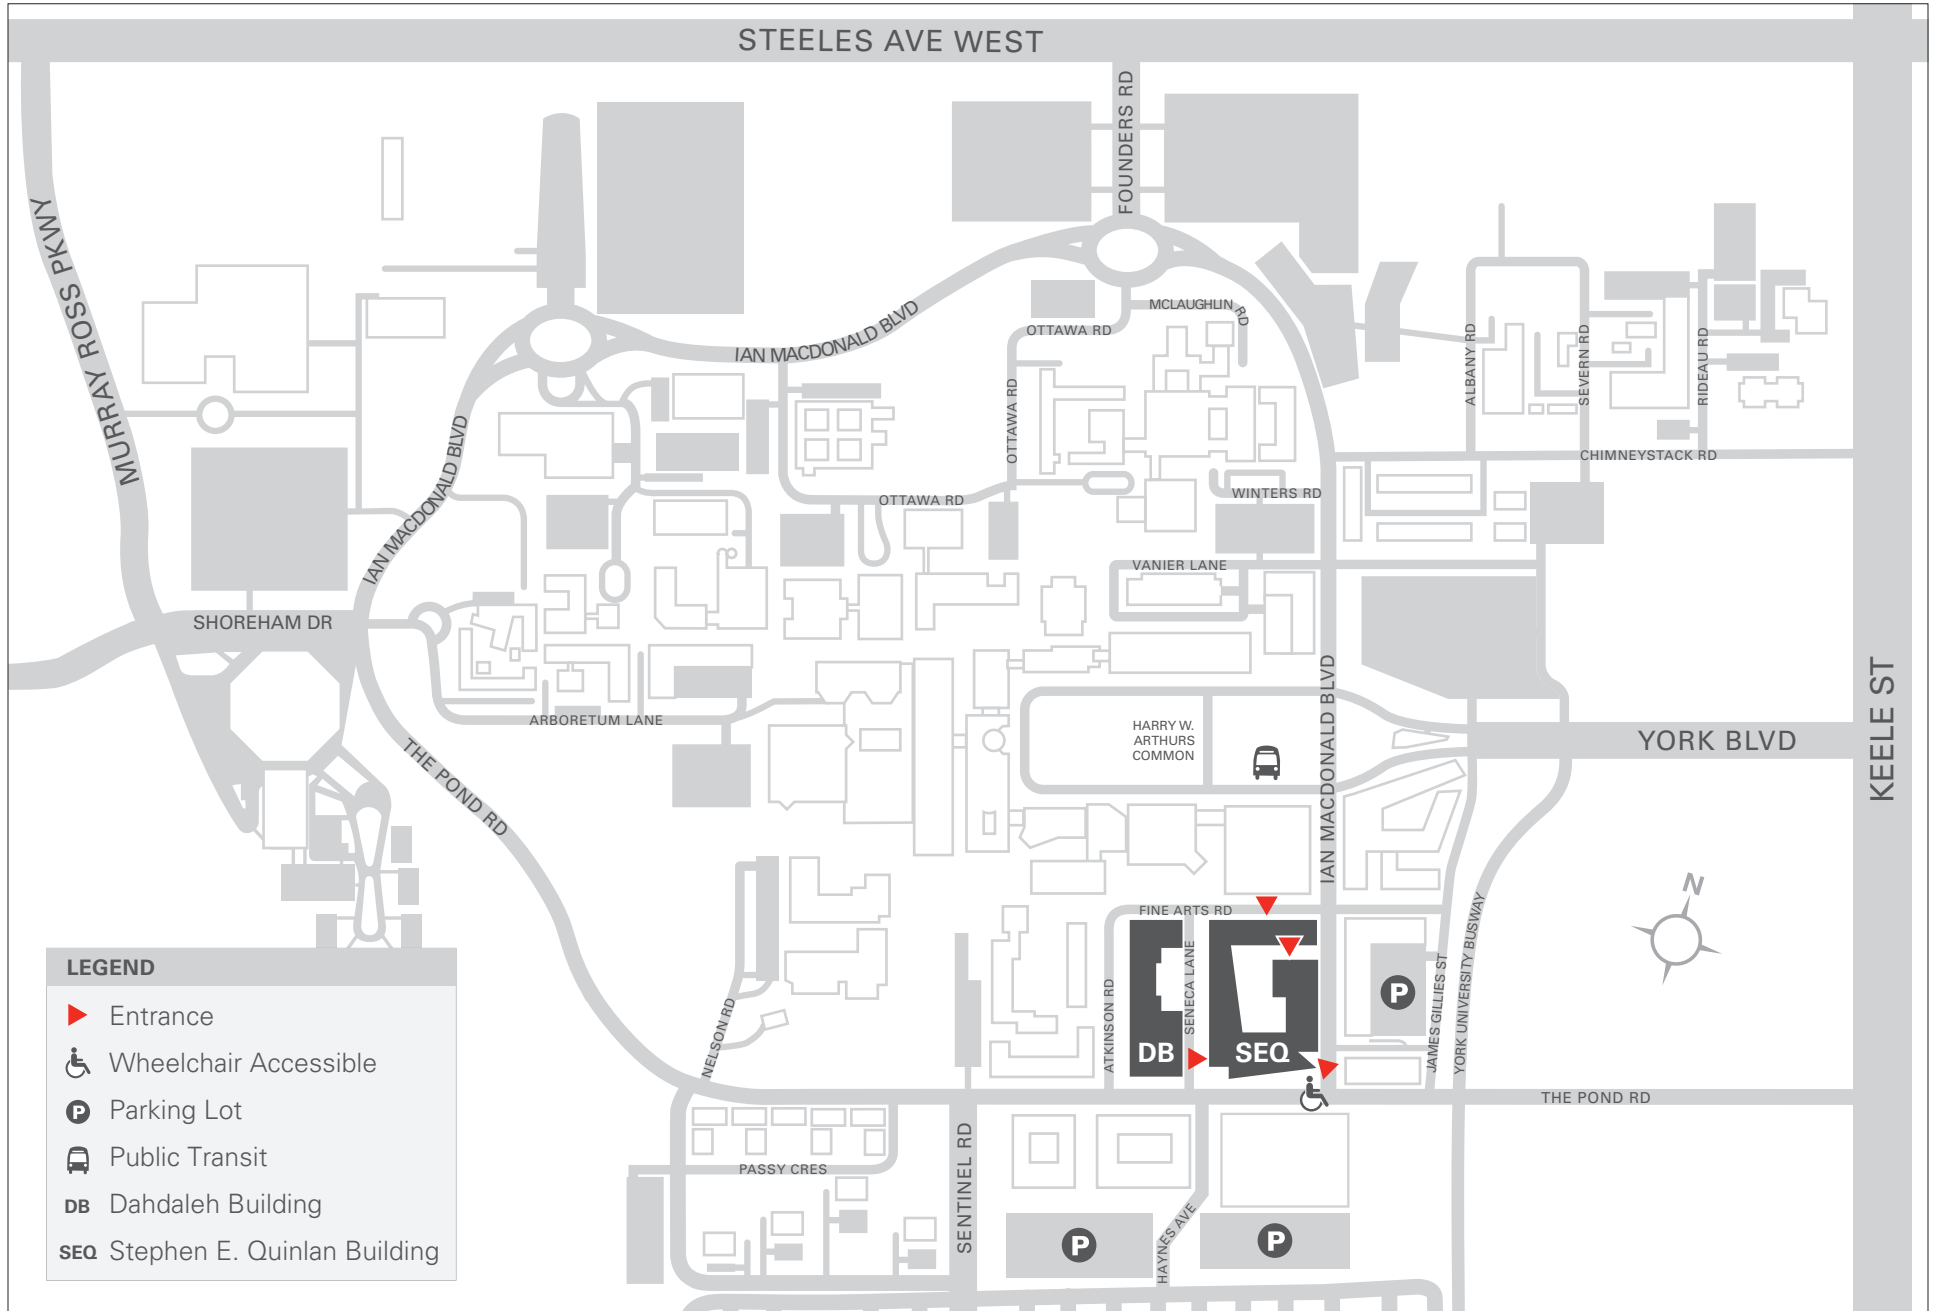 STEELES AVE WEST
FOUNDERS RD
MURRAY ROSS PKWY
IAN MACDONALD BLVD
MCLAUGHLIN RD
OTTAWA RD
OTTAWA RD
OTTAWA RD
ALBANY RD
SEVERN RD
RIDEAU RD
CHIMNEYSTACK RD
IAN MACDONALD BLVD
WINTERS RD
VANIER LANE
SHOREHAM DR
ARBORETUM LANE
THE POND RD
HARRY W.
ARTHURS
COMMON
IAN MACDONALD BLVD
YORK BLVD
KEELE ST
N
FINE ARTS RD
SENECA LANE
ATKINSON RD
DB
SEQ
P
JAMES GILLIES ST
YORK UNIVERSITY BUSWAY
NELSON RD
THE POND RD
PASSY CRES
SENTINEL RD
HAYNES AVE
P
P
LEGEND
Entrance
Wheelchair Accessible
P Parking Lot
Public Transit
DB Dahdaleh Building
SEQ Stephen E. Quinlan Building